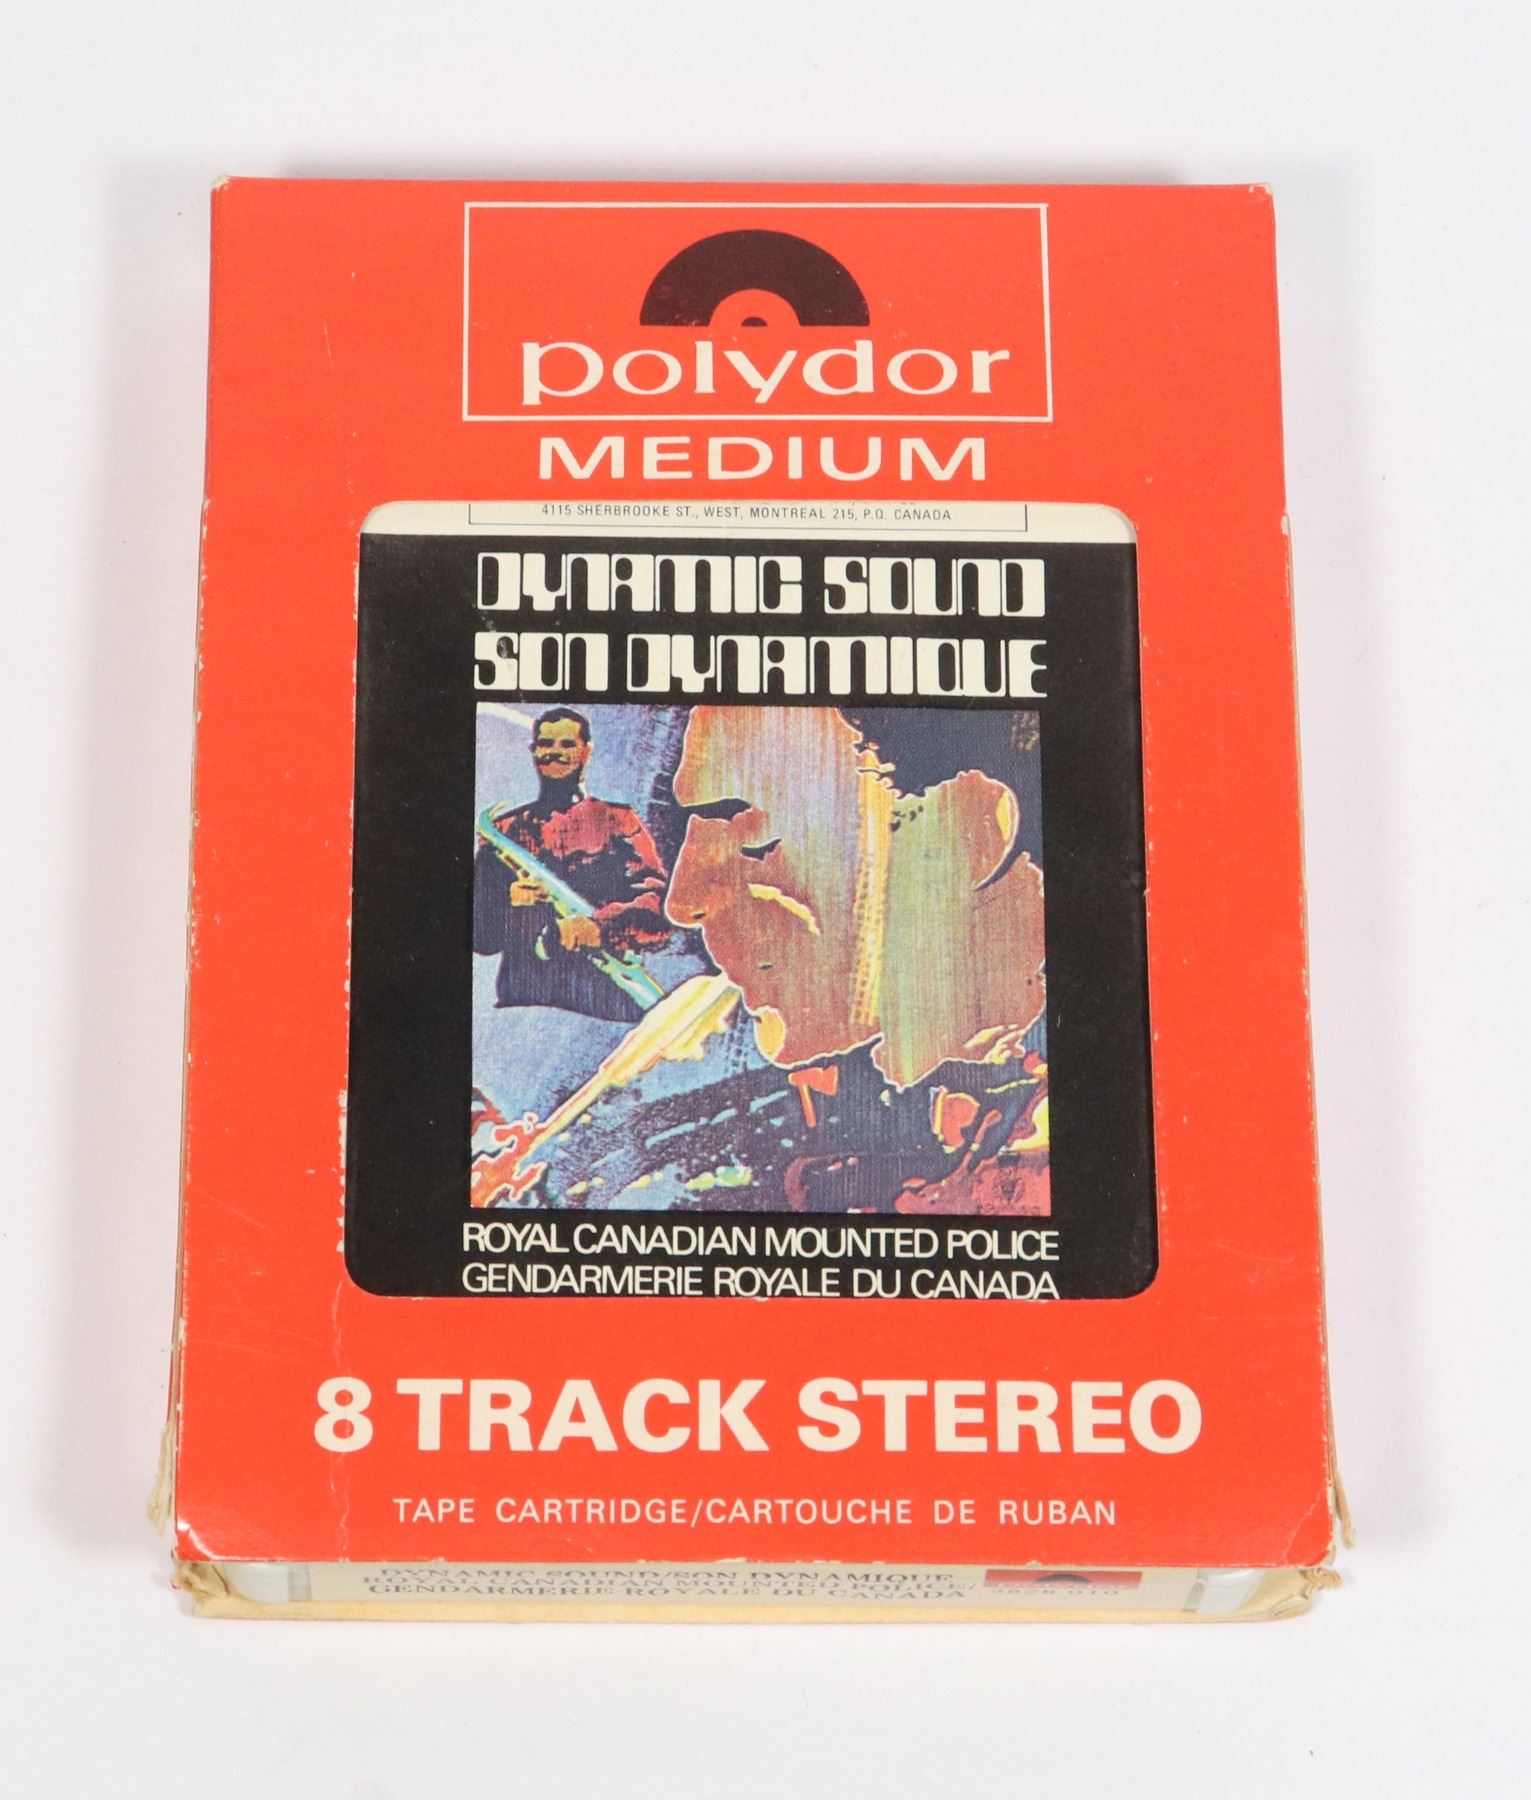 polydor
MEDIUM
4115 SHERBROOKE ST., WEST, MONTREAL 215, P.Q. CANADA
DYNAMIC SOUND
SON DYNAMIQUE
ROYAL CANADIAN MOUNTED POLICE
GENDARMERIE ROYALE DU CANADA
8 TRACK STEREO
TAPE CARTRIDGE/CARTOUCHE DE RUBAN
DYNAMIC SOUND/SON DYNAMIQUE
ROYAL CANADIAN MOUNTED POLICE/
GENDARMERIE ROYALE DU CANADA
3828 010